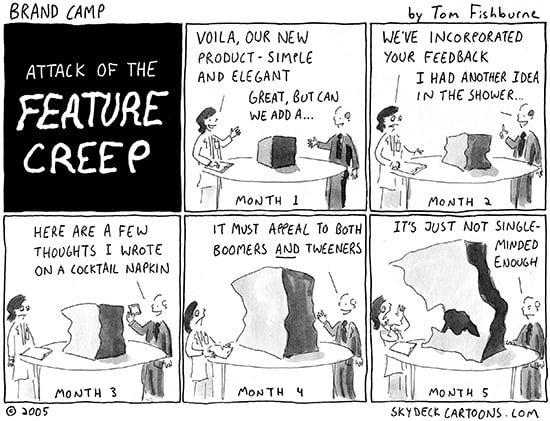 BRAND CAMP
by Tom Fishburne
ATTACK OF THE
FEATURE
CREEP
VOILA, OUR NEW
PRODUCT - SIMPLE
AND ELEGANT
GREAT, BUT CAN
WE ADD A...
MONTH 1
WE'VE INCORPORATED
YOUR FEEDBACK
I HAD ANOTHER IDEA
IN THE SHOWER...
MONTH 2
HERE ARE A FEW
THOUGHTS I WROTE
ON A COCKTAIL NAPKIN
MONTH 3
IT MUST APPEAL TO BOTH
BOOMERS AND TWEENERS
MONTH 4
IT'S JUST NOT SINGLE-
MINDED
ENOUGH
MONTH 5
© 2005
SKYDECKCARTOONS.COM